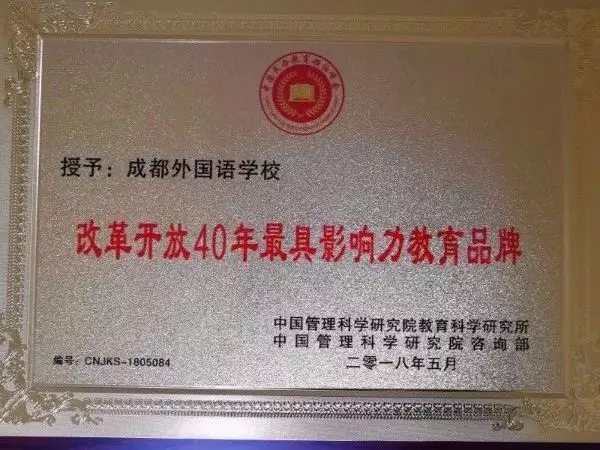 授予：成都外国语学校
改革开放40年最具影响力教育品牌
中国管理科学研究院教育科学研究所
中国管理科学研究院咨询部
编号：CNJKS-1805084
二零一八年五月